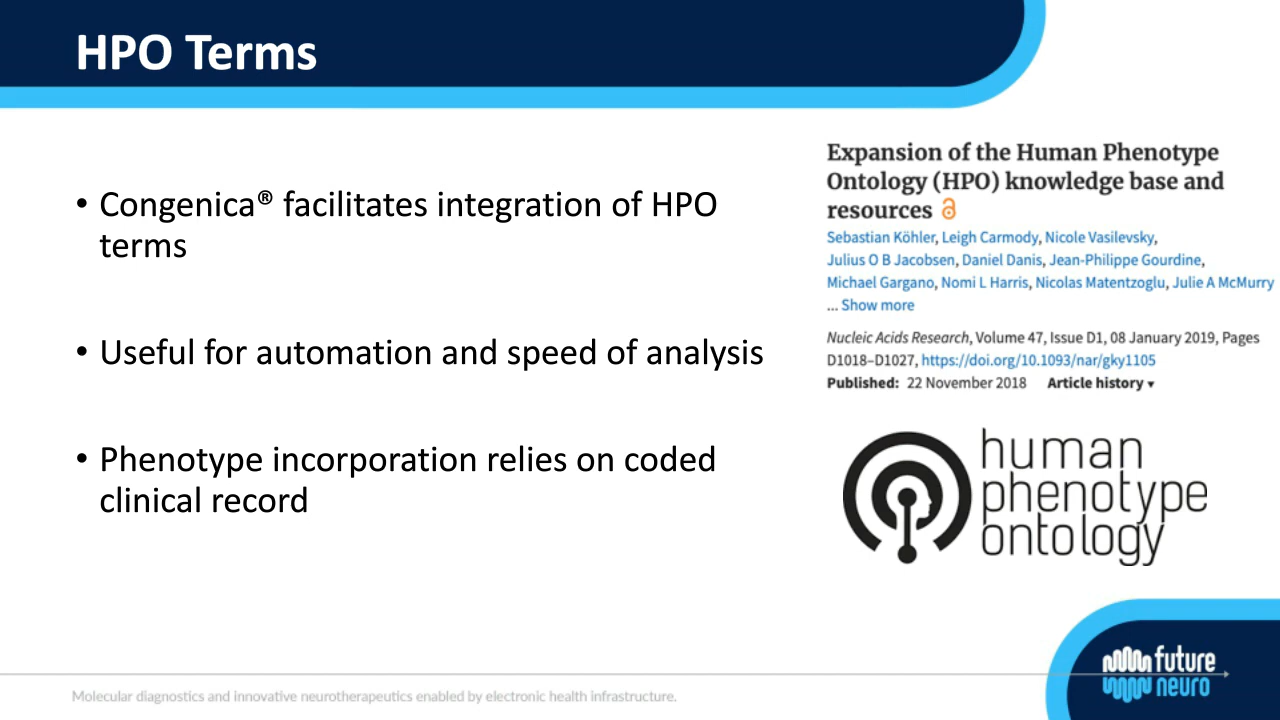 HPO Terms
• Congenica® facilitates integration of HPO
terms
• Useful for automation and speed of analysis
• Phenotype incorporation relies on coded
clinical record
Expansion of the Human Phenotype
Ontology (HPO) knowledge base and
resources
Sebastian Köhler, Leigh Carmody, Nicole Vasilevsky,
Julius O B Jacobsen, Daniel Danis, Jean-Philippe Gourdine,
Michael Gargano, Nomi L Harris, Nicolas Matentzoglu, Julie A McMurry
... Show more
Nucleic Acids Research, Volume 47, Issue D1, 08 January 2019, Pages
D1018–D1027, https://doi.org/10.1093/nar/gky1105
Published: 22 November 2018 Article history ▾
human
phenotype
ontology
Molecular diagnostics and innovative neurotherapeutics enabled by electronic health infrastructure.
future
neuro